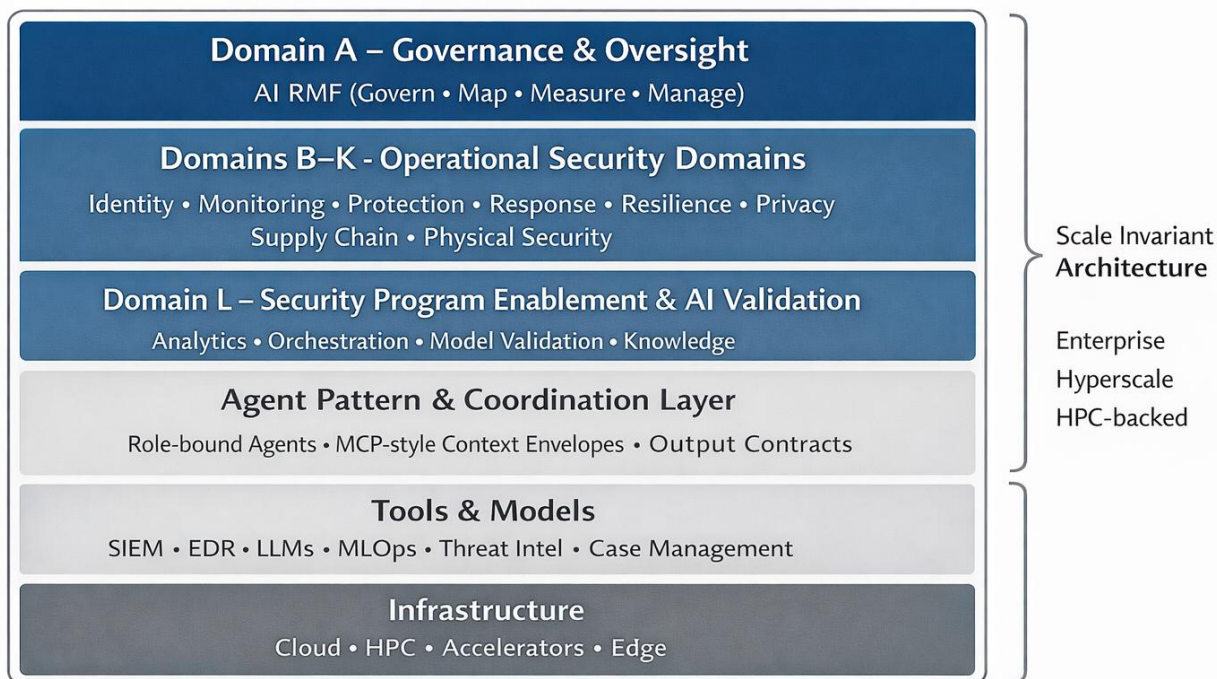 Domain A – Governance & Oversight
AI RMF (Govern • Map • Measure • Manage)
Domains B–K - Operational Security Domains
Identity • Monitoring • Protection • Response • Resilience • Privacy
Supply Chain • Physical Security
Domain L – Security Program Enablement & AI Validation
Analytics • Orchestration • Model Validation • Knowledge
Agent Pattern & Coordination Layer
Role-bound Agents • MCP-style Context Envelopes • Output Contracts
Tools & Models
SIEM • EDR • LLMs • MLOps • Threat Intel • Case Management
Infrastructure
Cloud • HPC • Accelerators • Edge
Scale Invariant
Architecture
Enterprise
Hyperscale
HPC-backed